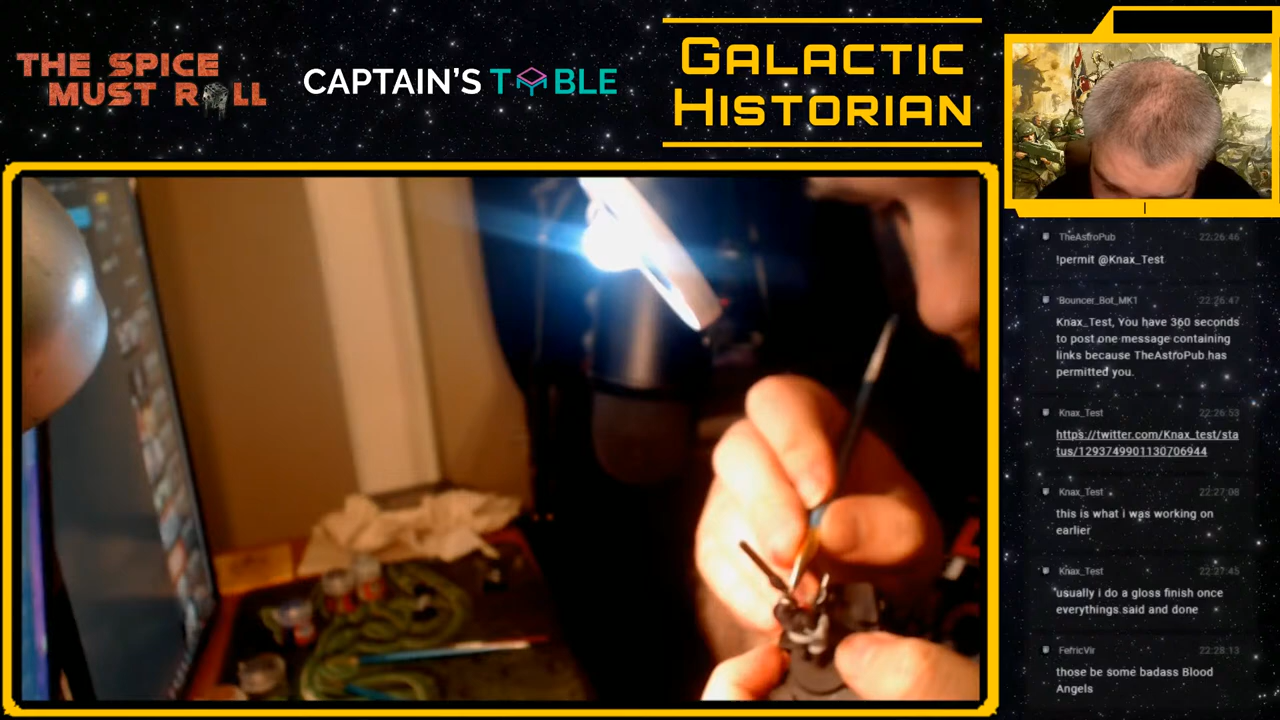 THE SPICE
MUST ROLL
CAPTAIN'S TABLE
GALACTIC
HISTORIAN
TheAstroPub 22:26:46
!permit @Knax_Test
Bouncer_Bot_MK1 22:26:47
Knax_Test, You have 360 seconds
to post one message containing
links because TheAstroPub has
permitted you.
Knax_Test 22:26:53
https://twitter.com/Knax_test/sta
tus/1293749901130706944
Knax_Test 22:27:08
this is what i was working on
earlier
Knax_Test 22:27:45
usually i do a gloss finish once
everythings said and done
FefricVir 22:28:13
those be some badass Blood
Angels